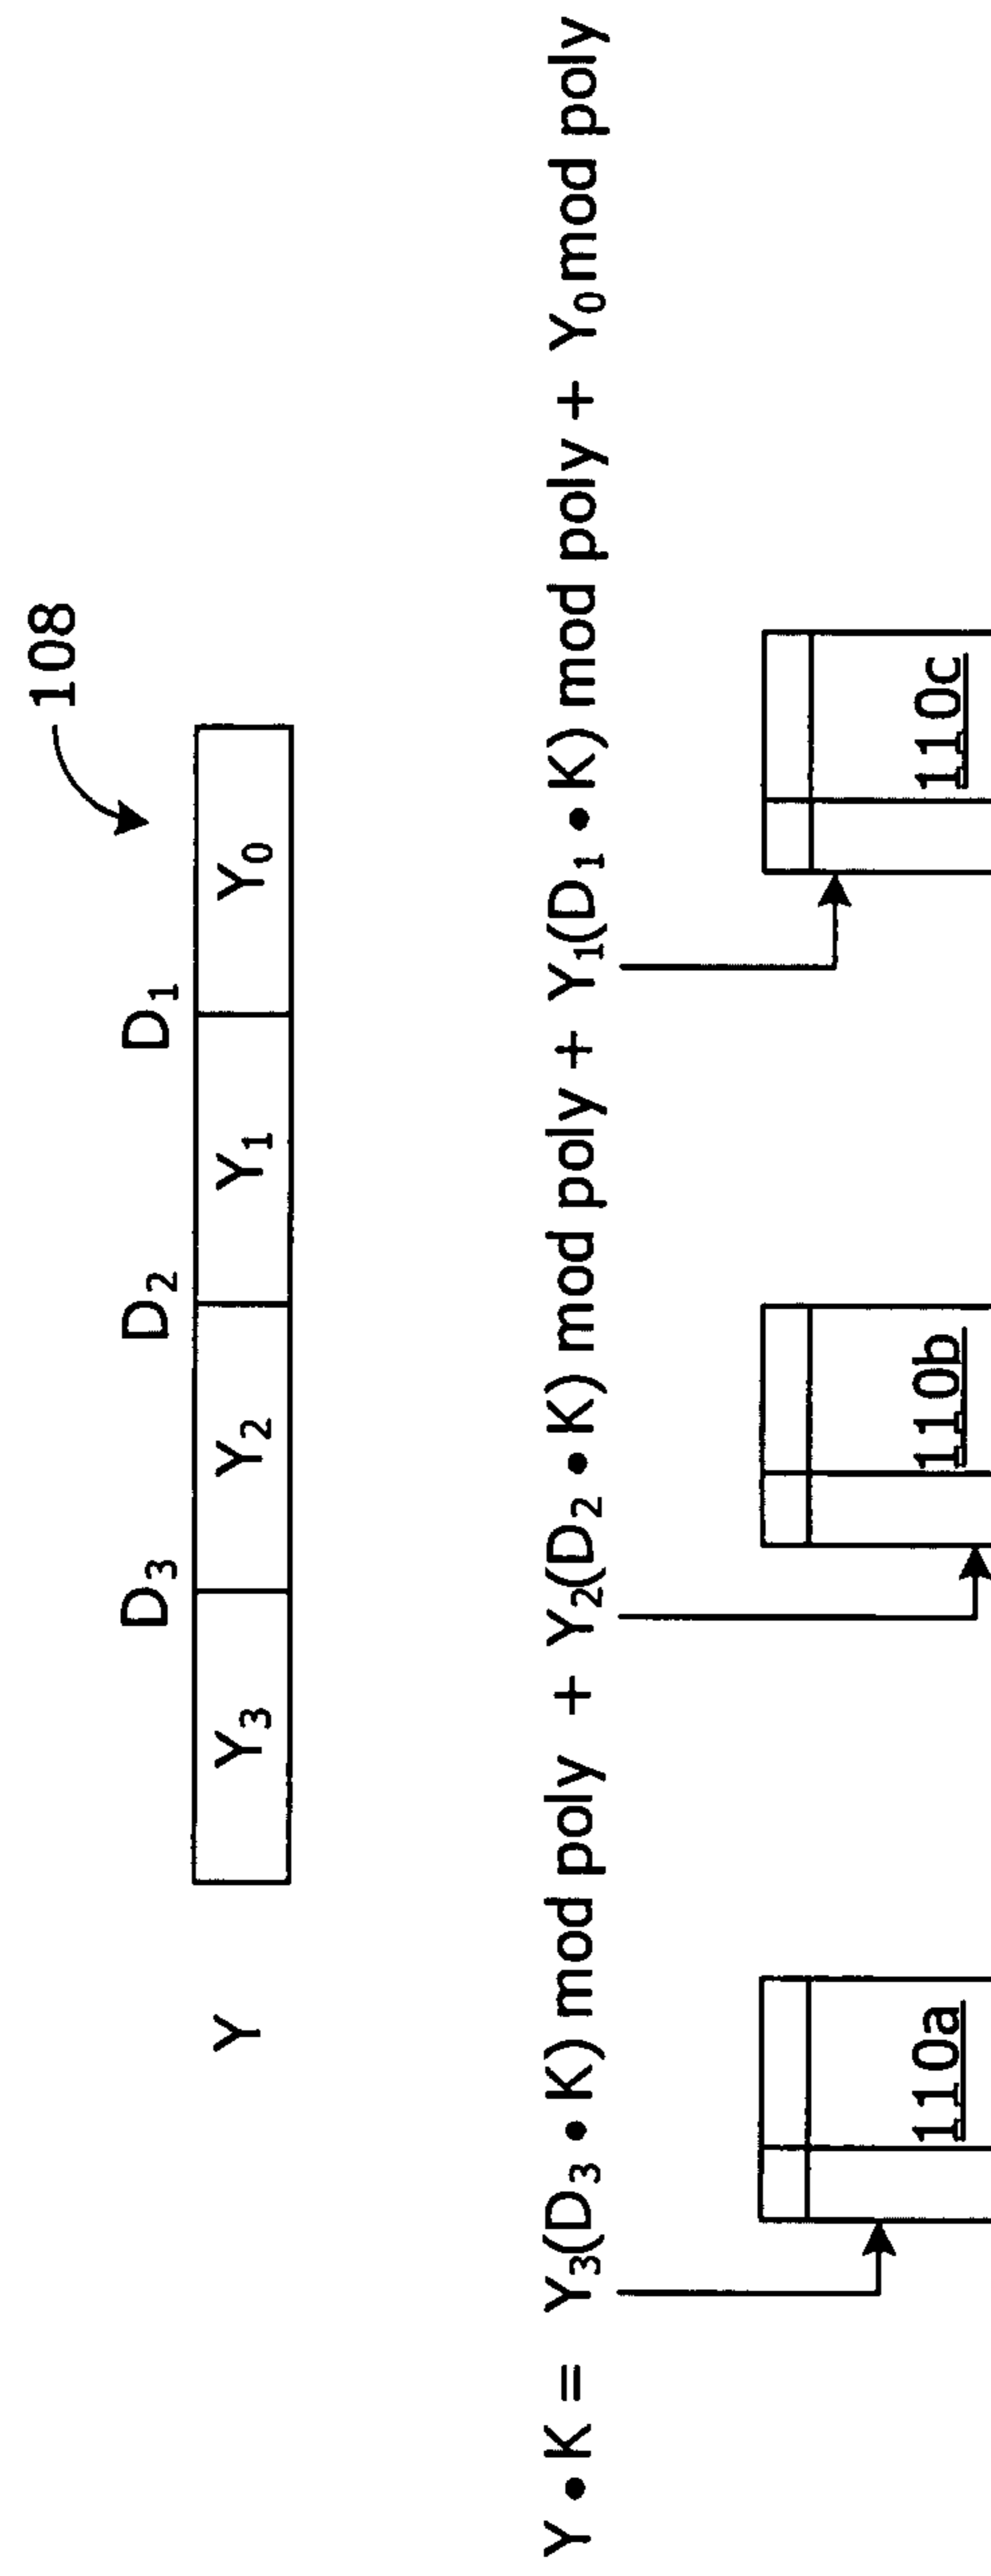 108
D₃ D₂ D₁
Y Y₃ Y₂ Y₁ Y₀
Y • K = Y₃(D₃ • K) mod poly + Y₂(D₂ • K) mod poly + Y₁(D₁ • K) mod poly + Y₀ mod poly
110a 110b 110c